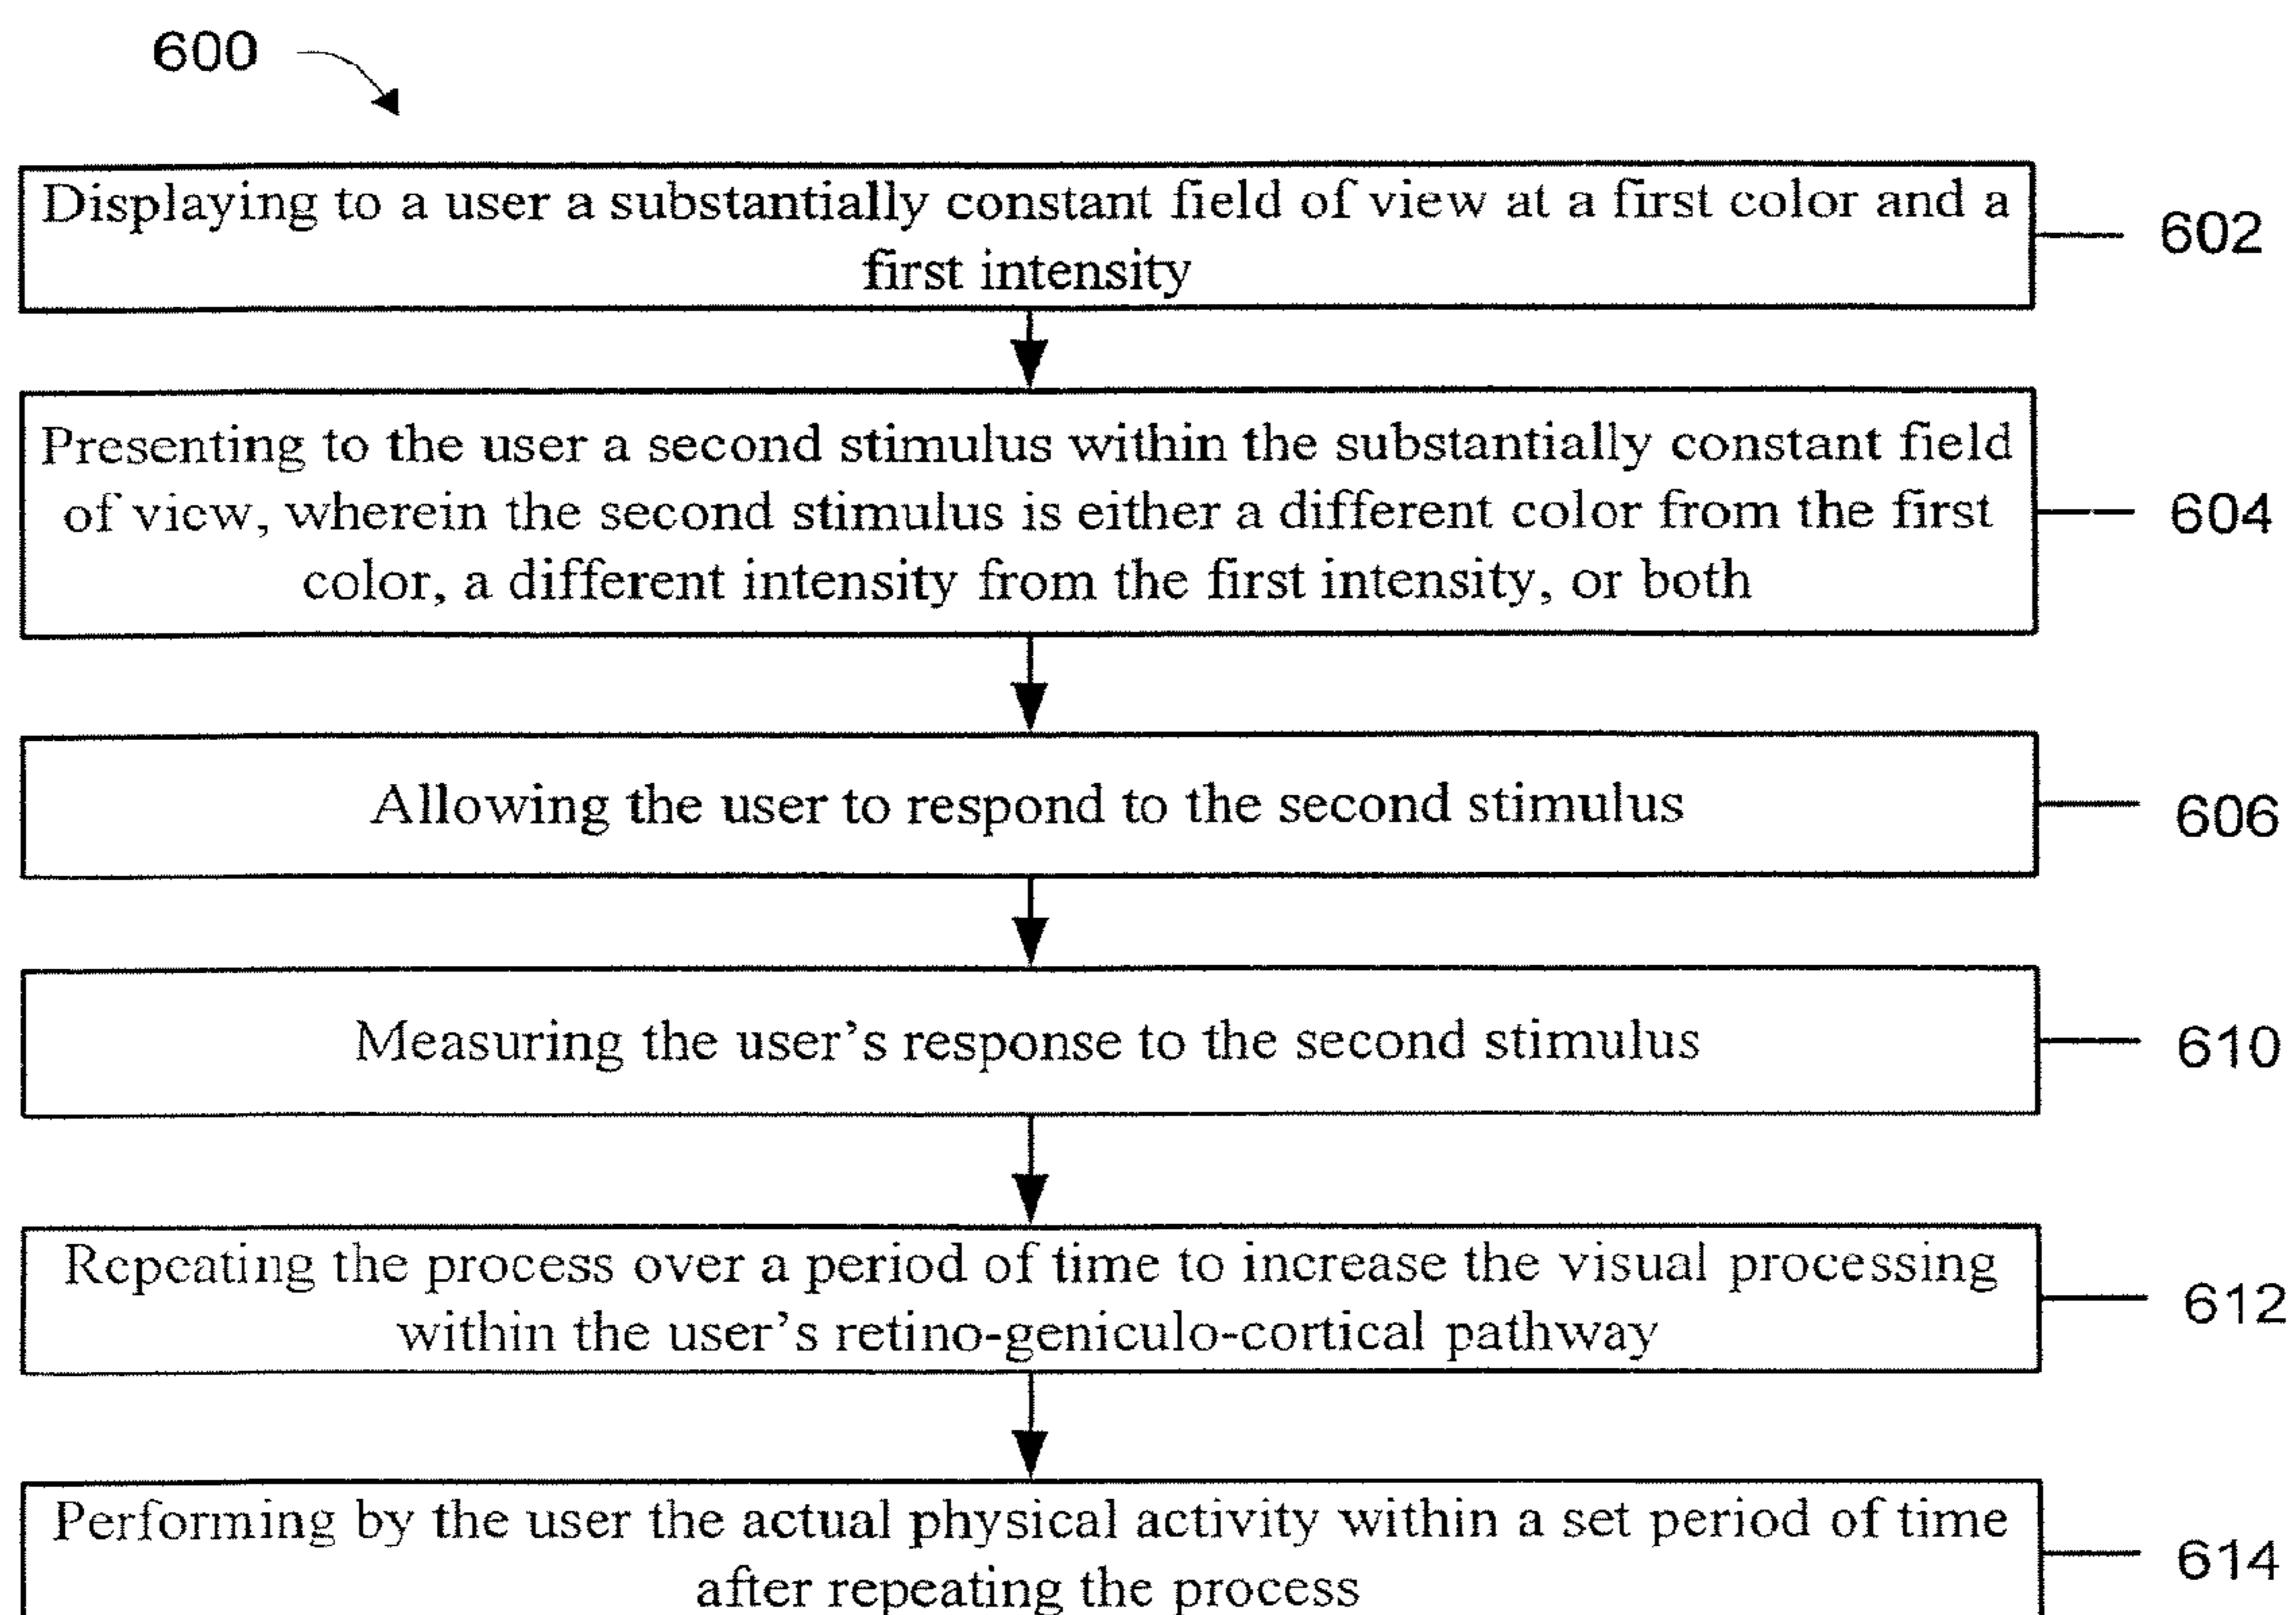 600
Displaying to a user a substantially constant field of view at a first color and a
first intensity
602
Presenting to the user a second stimulus within the substantially constant field
of view, wherein the second stimulus is either a different color from the first
color, a different intensity from the first intensity, or both
604
Allowing the user to respond to the second stimulus
606
Measuring the user's response to the second stimulus
610
Repeating the process over a period of time to increase the visual processing
within the user's retino-geniculo-cortical pathway
612
Performing by the user the actual physical activity within a set period of time
after repeating the process
614